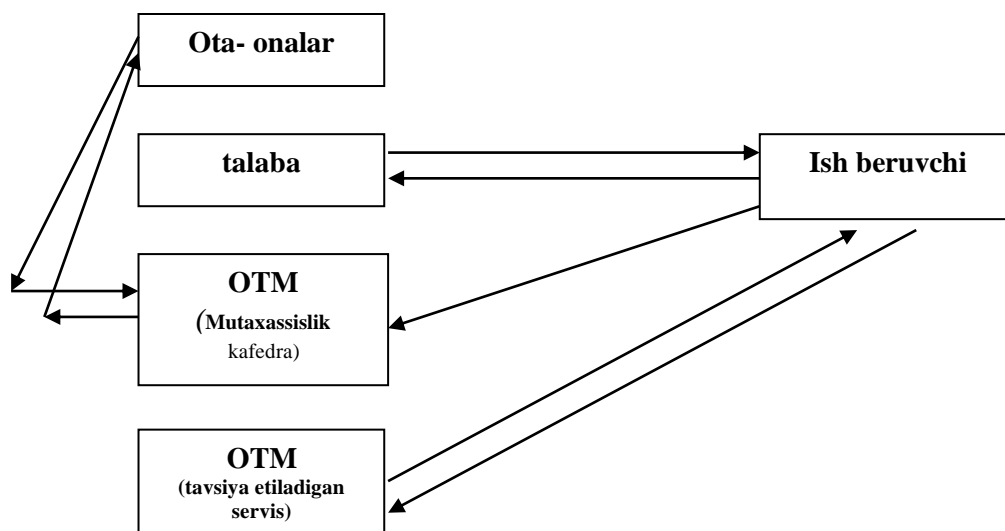 Ota- onalar
talaba
Ish beruvchi
OTM
(Mutaxassislik
kafedra)
OTM
(tavsiya etiladigan
servis)